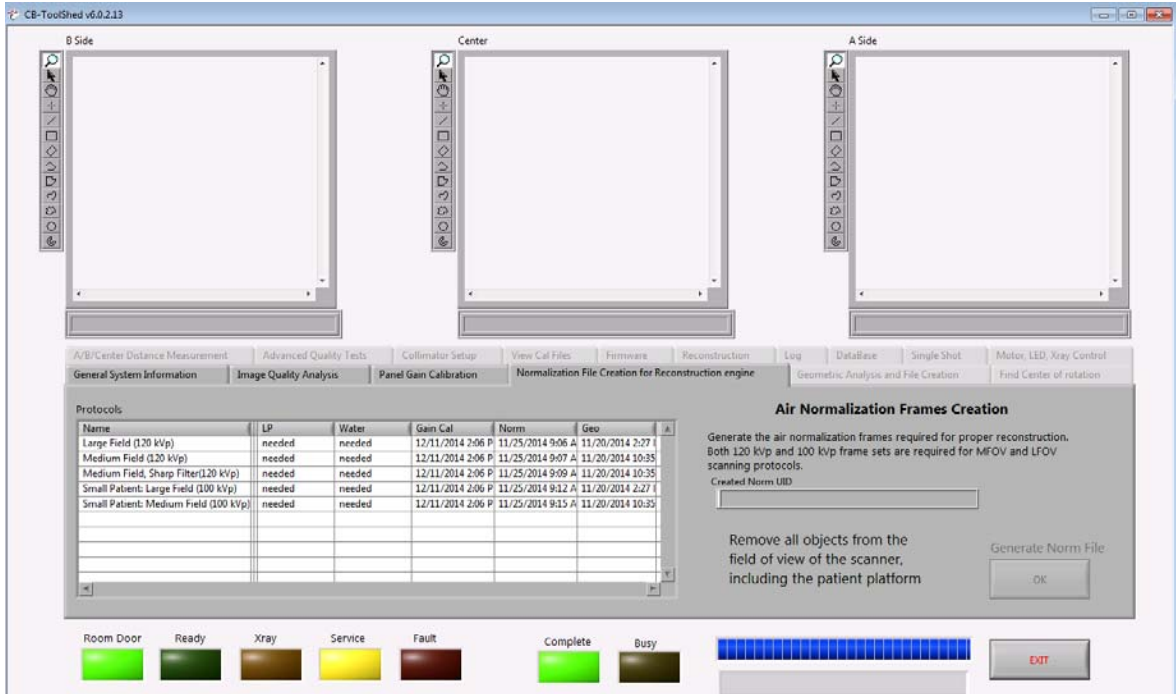 CB-ToolShed v6.0.2.13
B Side
Center
A Side
A/B/Center Distance Measurement
Advanced Quality Tests
Collimator Setup
View Cal Files
Firmware
Reconstruction
Log
DataBase
Single Shot
Motor, LED, Xray Control
General System Information
Image Quality Analysis
Panel Gain Calibration
Normalization File Creation for Reconstruction engine
Geometric Analysis and File Creation
Find Center of rotation
Protocols
Name LP Water Gain Cal Norm Geo
Large Field (120 kVp) needed needed 12/11/2014 2:06 P 11/25/2014 9:06 A 11/20/2014 2:27
Medium Field (120 kVp) needed needed 12/11/2014 2:06 P 11/25/2014 9:07 A 11/20/2014 10:35
Medium Field, Sharp Filter(120 kVp) needed needed 12/11/2014 2:06 P 11/25/2014 9:09 A 11/20/2014 10:35
Small Patient: Large Field (100 kVp) needed needed 12/11/2014 2:06 P 11/25/2014 9:12 A 11/20/2014 2:27
Small Patient: Medium Field (100 kVp) needed needed 12/11/2014 2:06 P 11/25/2014 9:15 A 11/20/2014 10:35
Air Normalization Frames Creation
Generate the air normalization frames required for proper reconstruction.
Both 120 kVp and 100 kVp frame sets are required for MFOV and LFOV
scanning protocols.
Created Norm UID
Remove all objects from the
field of view of the scanner,
including the patient platform
Generate Norm File
OK
Room Door
Ready
Xray
Service
Fault
Complete
Busy
EXIT